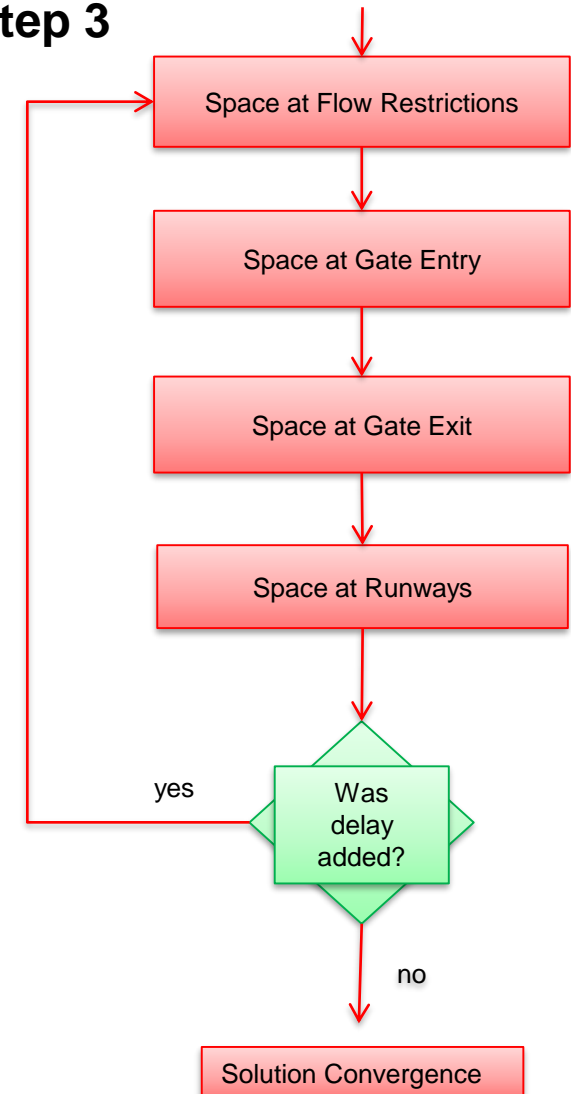 tep 3
Space at Flow Restrictions
Space at Gate Entry
Space at Gate Exit
Space at Runways
yes
Was
delay
added?
no
Solution Convergence